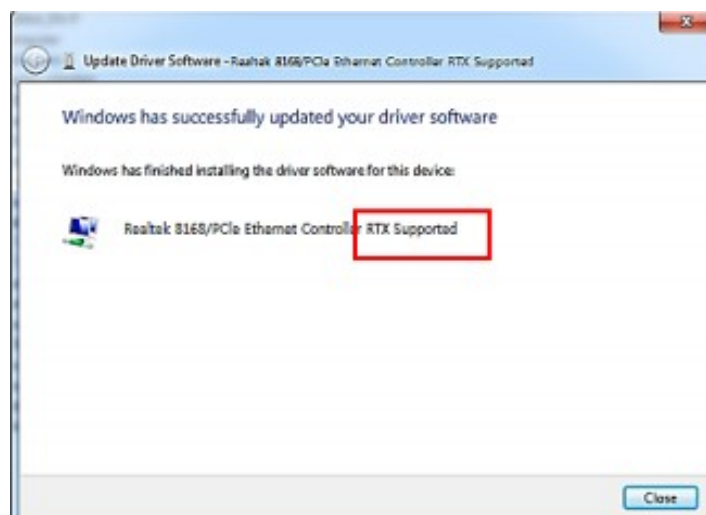 Update Driver Software - Realtek 8168/PCIe Ethernet Controller RTX Supported
Windows has successfully updated your driver software
Windows has finished installing the driver software for this device:
Realtek 8168/PCIe Ethernet Controller RTX Supported
Close